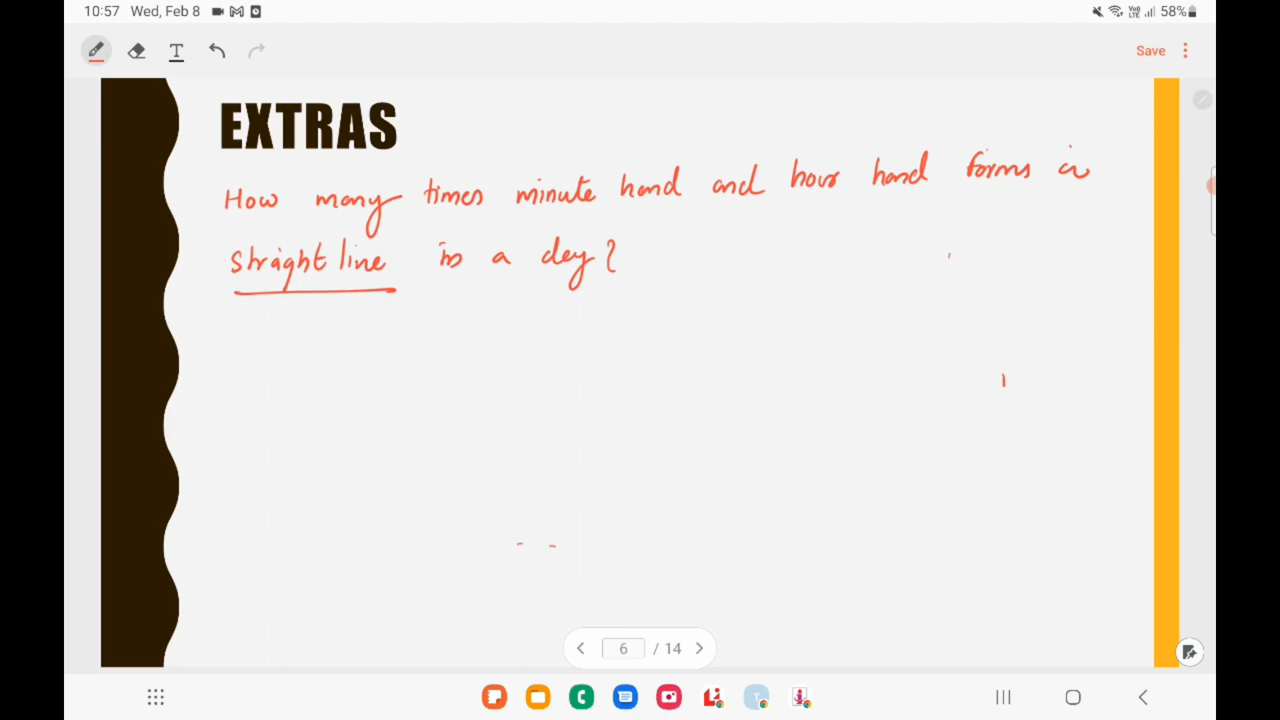 10:57 Wed, Feb 8 58%
T Save
EXTRAS
How many times minute hand and hour hand forms in
straight line in a day?
6 / 14